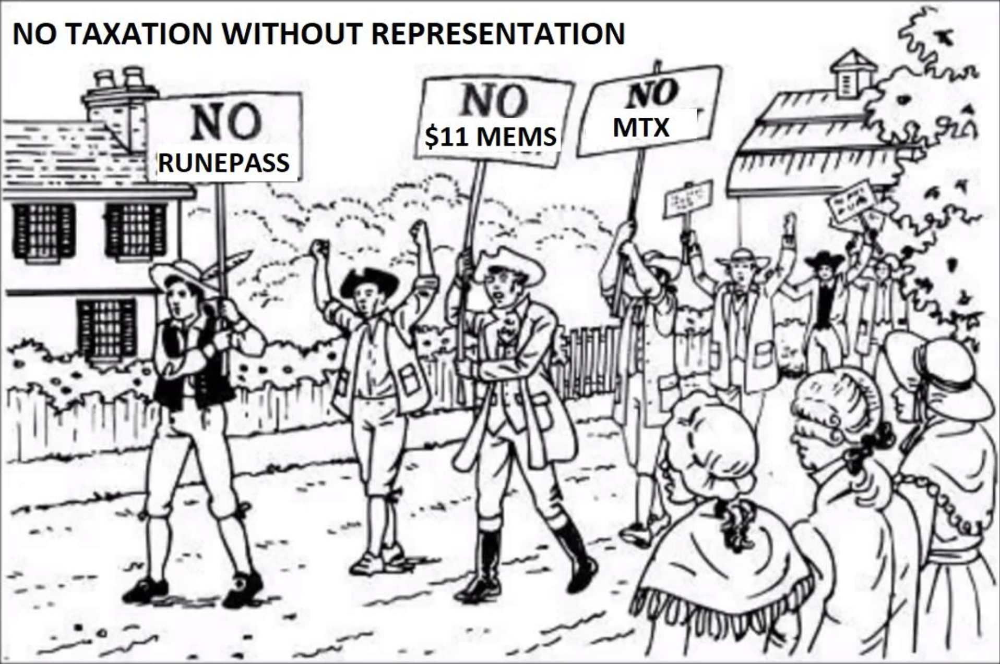 NO TAXATION WITHOUT REPRESENTATION
NO
RUNEPASS
NO
$11 MEMS
NO
MTX